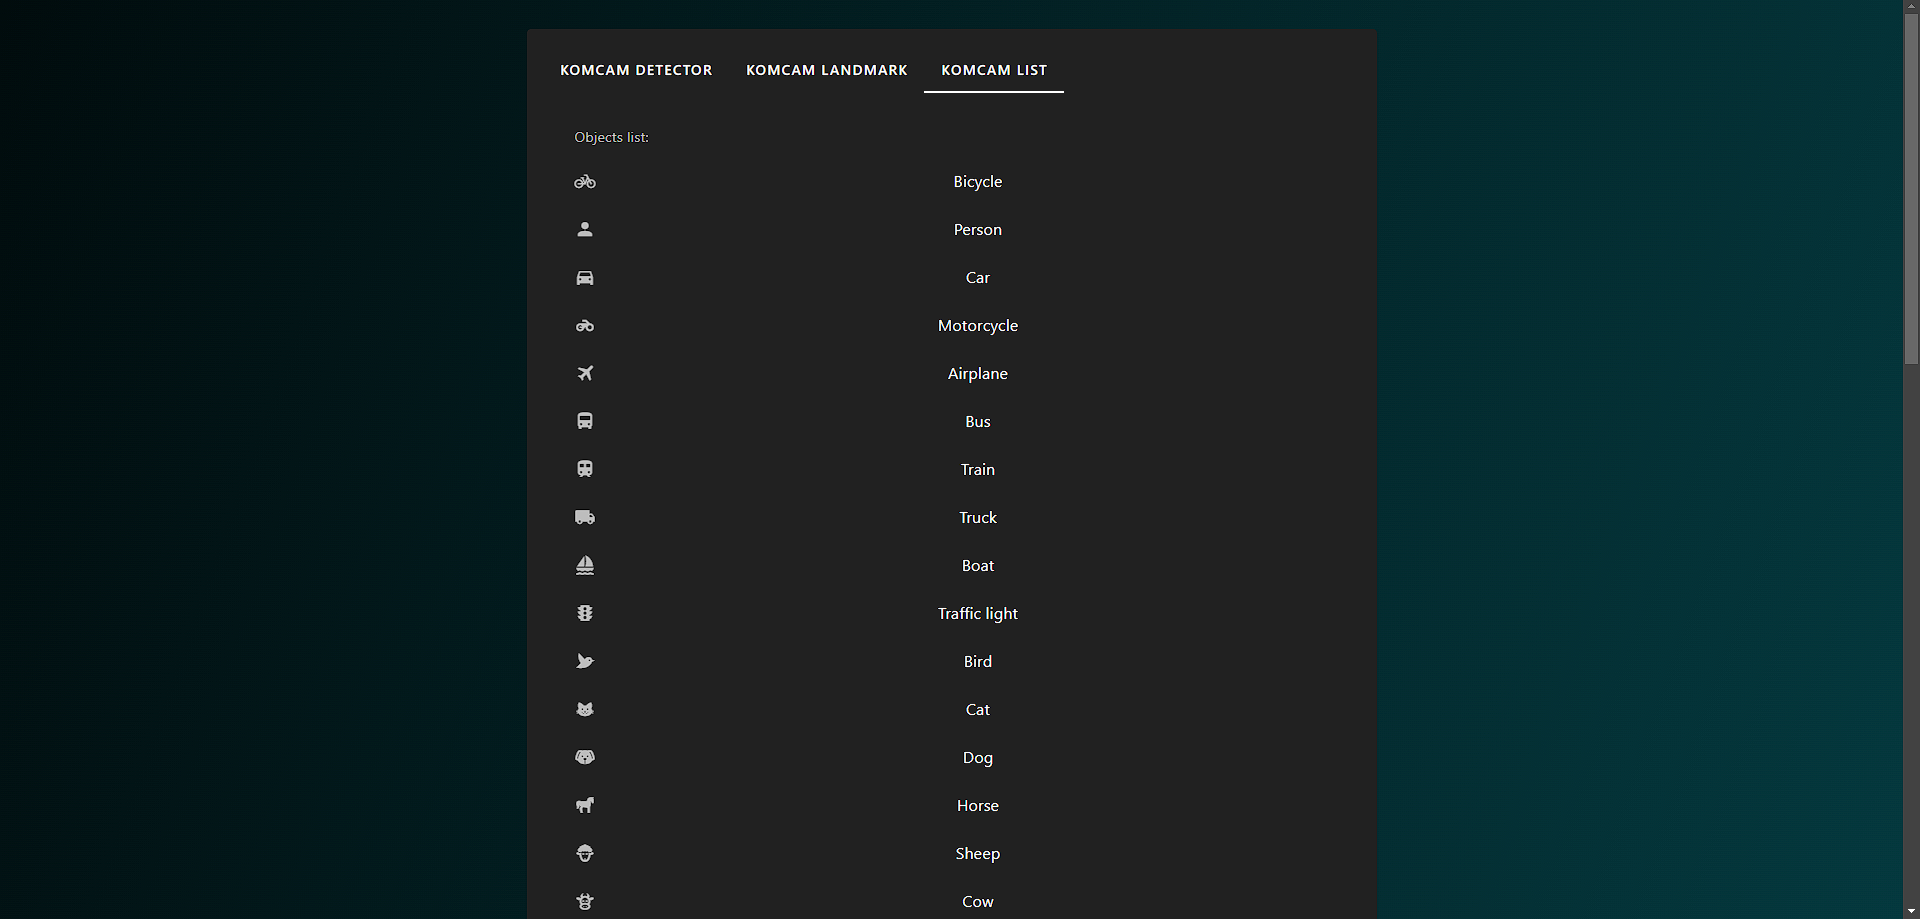 KOMCAM DETECTOR KOMCAM LANDMARK KOMCAM LIST
Objects list:
Bicycle
Person
Car
Motorcycle
Airplane
Bus
Train
Truck
Boat
Traffic light
Bird
Cat
Dog
Horse
Sheep
Cow